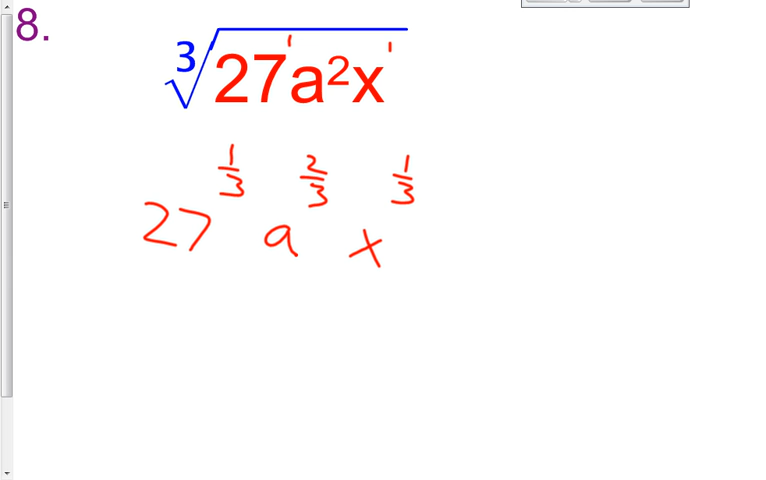 8.
∛(27¹a²x¹)
27^(1/3) a^(2/3) x^(1/3)